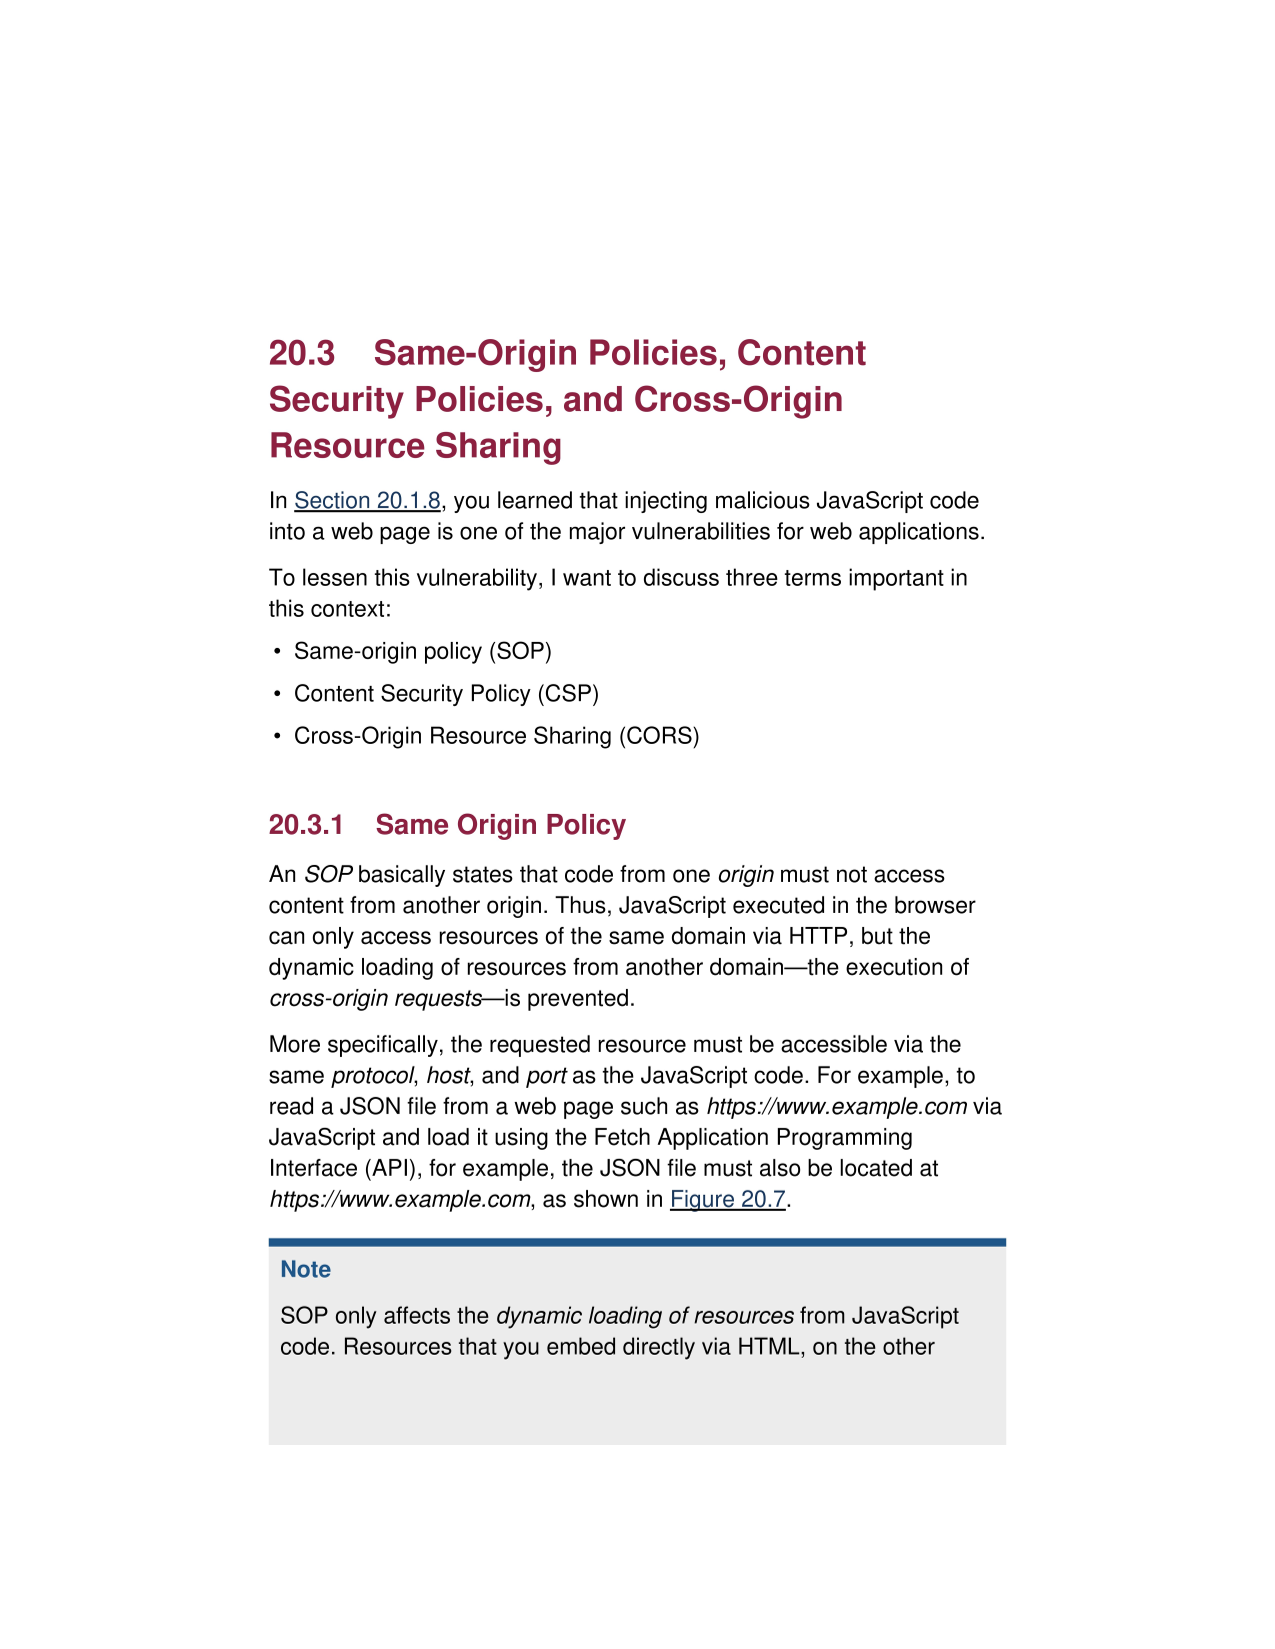 20.3 Same-Origin Policies, Content
Security Policies, and Cross-Origin
Resource Sharing
In Section 20.1.8, you learned that injecting malicious JavaScript code
into a web page is one of the major vulnerabilities for web applications.
To lessen this vulnerability, I want to discuss three terms important in
this context:
• Same-origin policy (SOP)
• Content Security Policy (CSP)
• Cross-Origin Resource Sharing (CORS)
20.3.1 Same Origin Policy
An SOP basically states that code from one origin must not access
content from another origin. Thus, JavaScript executed in the browser
can only access resources of the same domain via HTTP, but the
dynamic loading of resources from another domain—the execution of
cross-origin requests—is prevented.
More specifically, the requested resource must be accessible via the
same protocol, host, and port as the JavaScript code. For example, to
read a JSON file from a web page such as https://www.example.com via
JavaScript and load it using the Fetch Application Programming
Interface (API), for example, the JSON file must also be located at
https://www.example.com, as shown in Figure 20.7.
Note
SOP only affects the dynamic loading of resources from JavaScript
code. Resources that you embed directly via HTML, on the other